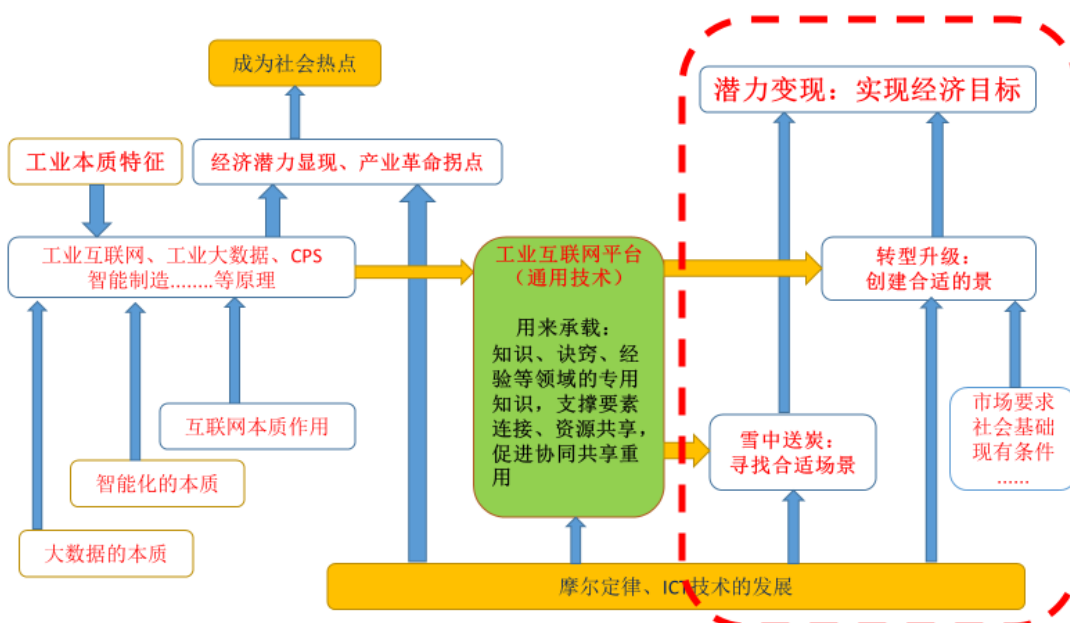 成为社会热点
潜力变现：实现经济目标
工业本质特征
经济潜力显现、产业革命拐点
工业互联网、工业大数据、CPS
智能制造........等原理
工业互联网平台
（通用技术）
用来承载：
知识、诀窍、经
验等领域的专用
知识，支撑要素
连接、资源共享，
促进协同共享重
用
转型升级：
创建合适的景
互联网本质作用
智能化的本质
大数据的本质
雪中送炭：
寻找合适场景
市场要求
社会基础
现有条件
......
摩尔定律、ICT技术的发展